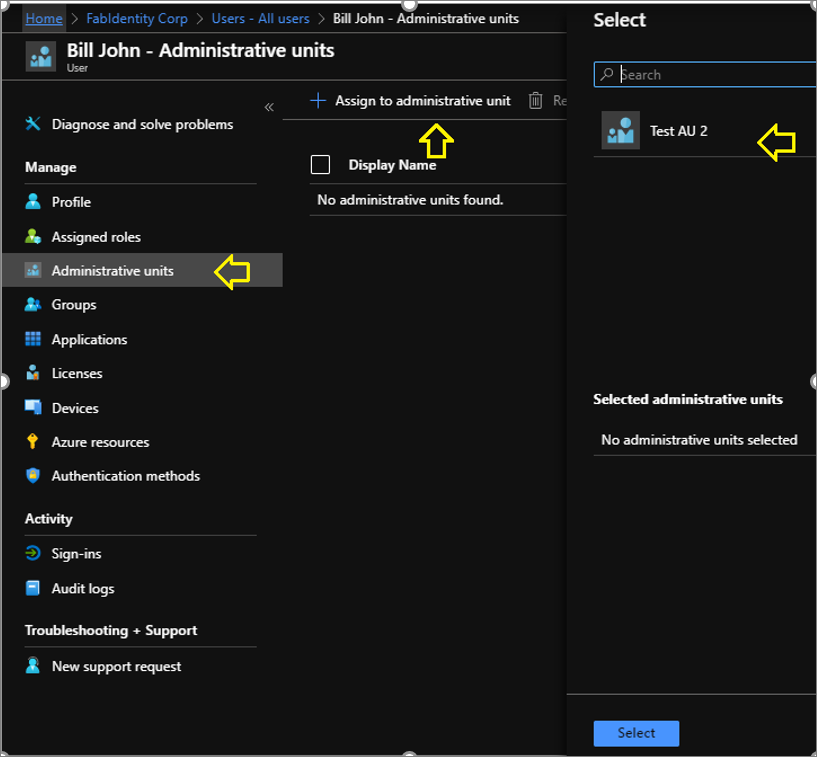 Home > FabIdentity Corp > Users - All users > Bill John - Administrative units
Bill John - Administrative units
User
«
Diagnose and solve problems
Manage
Profile
Assigned roles
Administrative units
Groups
Applications
Licenses
Devices
Azure resources
Authentication methods
Activity
Sign-ins
Audit logs
Troubleshooting + Support
New support request
Assign to administrative unit
Re
Display Name
No administrative units found.
Select
Search
Test AU 2
Selected administrative units
No administrative units selected
Select